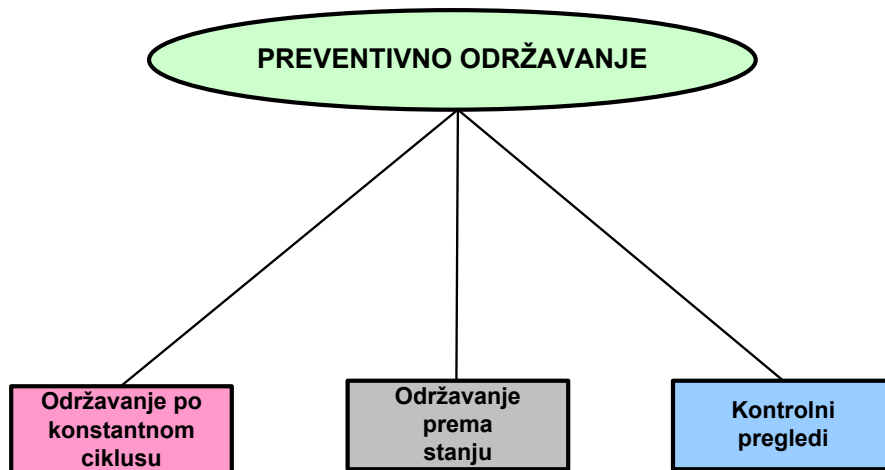 PREVENTIVNO ODRŽAVANJE
Održavanje po
konstantnom
ciklusu
Održavanje
prema
stanju
Kontrolni
pregledi